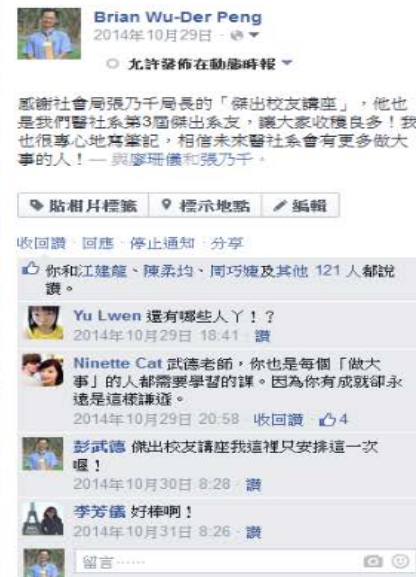 Brian Wu-Der Peng
2014年10月29日
允許發佈在動態時報
感謝社會局張乃千局長的「傑出校友講座」，他也
是我們醫社系第3屆傑出系友，讓大家收穫良多！我
也很專心地寫筆記，相信未來醫社系會有更多做大
事的人！— 與廖珮儀和張乃千。
貼相片標籤 標示地點 編輯
收回讚 · 回應 · 停止通知 · 分享
你和江建龍、陳柔均、周巧婕及其他 121 人都說
讚。
Yu Lwen 還有哪些人丫！？
2014年10月29日 18:41 · 讚
Ninette Cat 武德老師，你也是每個「做大
事」的人都需要學習的課。因為你有成就卻永
遠是這樣謙遜。
2014年10月29日 20:58 · 收回讚 · 4
彭武德 傑出校友講座我這裡只安排這一次
喔！
2014年10月30日 8:28 · 讚
李芳儀 好棒啊！
2014年10月31日 8:26 · 讚
留言……